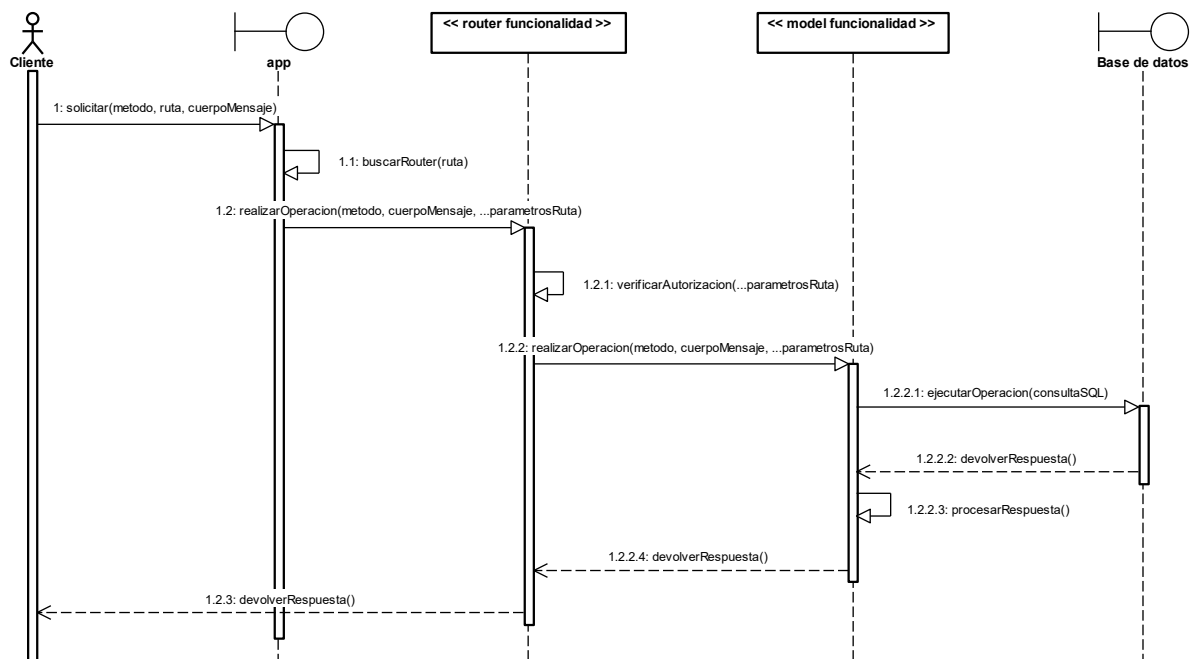 << router funcionalidad >>
<< model funcionalidad >>
Cliente
app
Base de datos
1: solicitar(metodo, ruta, cuerpoMensaje)
1.1: buscarRouter(ruta)
1.2: realizarOperacion(metodo, cuerpoMensaje, ...parametrosRuta)
1.2.1: verificarAutorizacion(...parametrosRuta)
1.2.2: realizarOperacion(metodo, cuerpoMensaje, ...parametrosRuta)
1.2.2.1: ejecutarOperacion(consultaSQL)
1.2.2.2: devolverRespuesta()
1.2.2.3: procesarRespuesta()
1.2.2.4: devolverRespuesta()
1.2.3: devolverRespuesta()